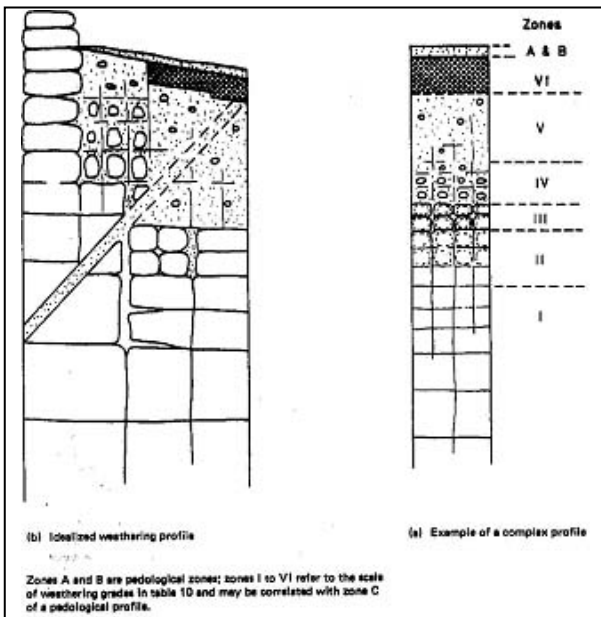 Zones
A & B
VI
V
IV
III
II
I
(b) Idealized weathering profile
(a) Example of a complex profile
Zones A and B are pedological zones; zones I to VI refer to the scale
of weathering grades in table 10 and may be correlated with zone C
of a pedological profile.